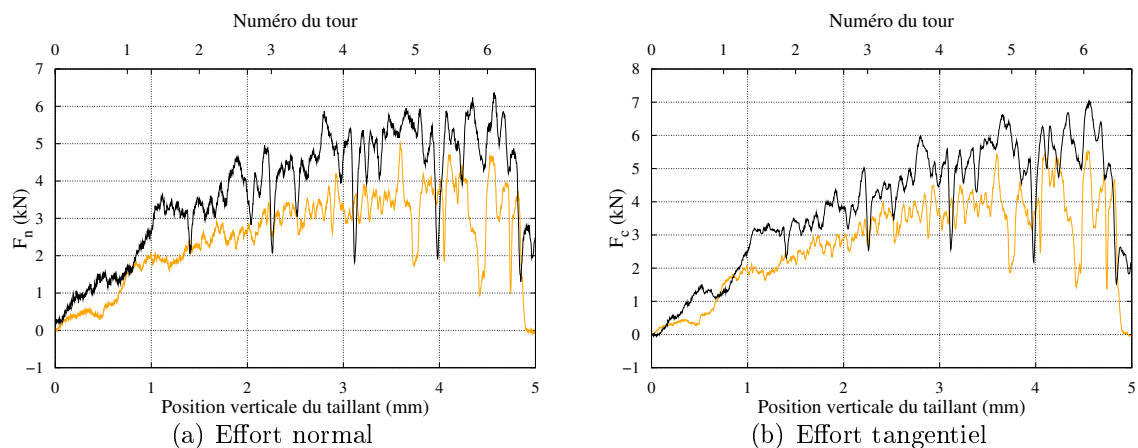 Numéro du tour
0 1 2 3 4 5 6
7
6
5
4
3
2
1
0
−1
F_n (kN)
0 1 2 3 4 5
Position verticale du taillant (mm)
(a) Effort normal
Numéro du tour
0 1 2 3 4 5 6
8
7
6
5
4
3
2
1
0
−1
F_c (kN)
0 1 2 3 4 5
Position verticale du taillant (mm)
(b) Effort tangentiel